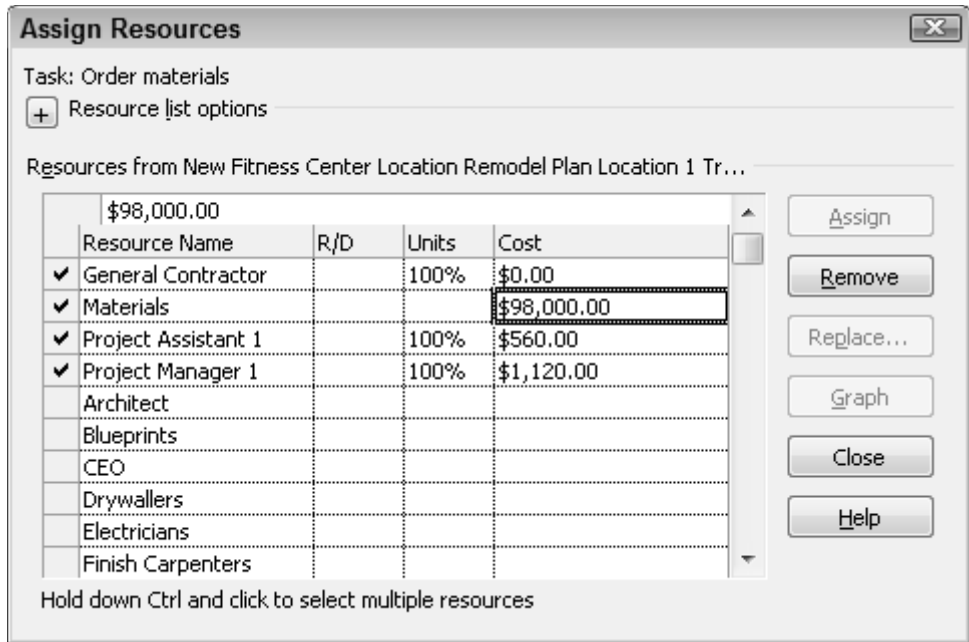 Assign Resources
Task: Order materials
+ Resource list options
Resources from New Fitness Center Location Remodel Plan Location 1 Tr...
$98,000.00
Assign
Resource Name R/D Units Cost
✔ General Contractor 100% $0.00
Remove
✔ Materials $98,000.00
✔ Project Assistant 1 100% $560.00
Replace...
✔ Project Manager 1 100% $1,120.00
Architect
Graph
Blueprints
CEO
Close
Drywallers
Electricians
Help
Finish Carpenters
Hold down Ctrl and click to select multiple resources